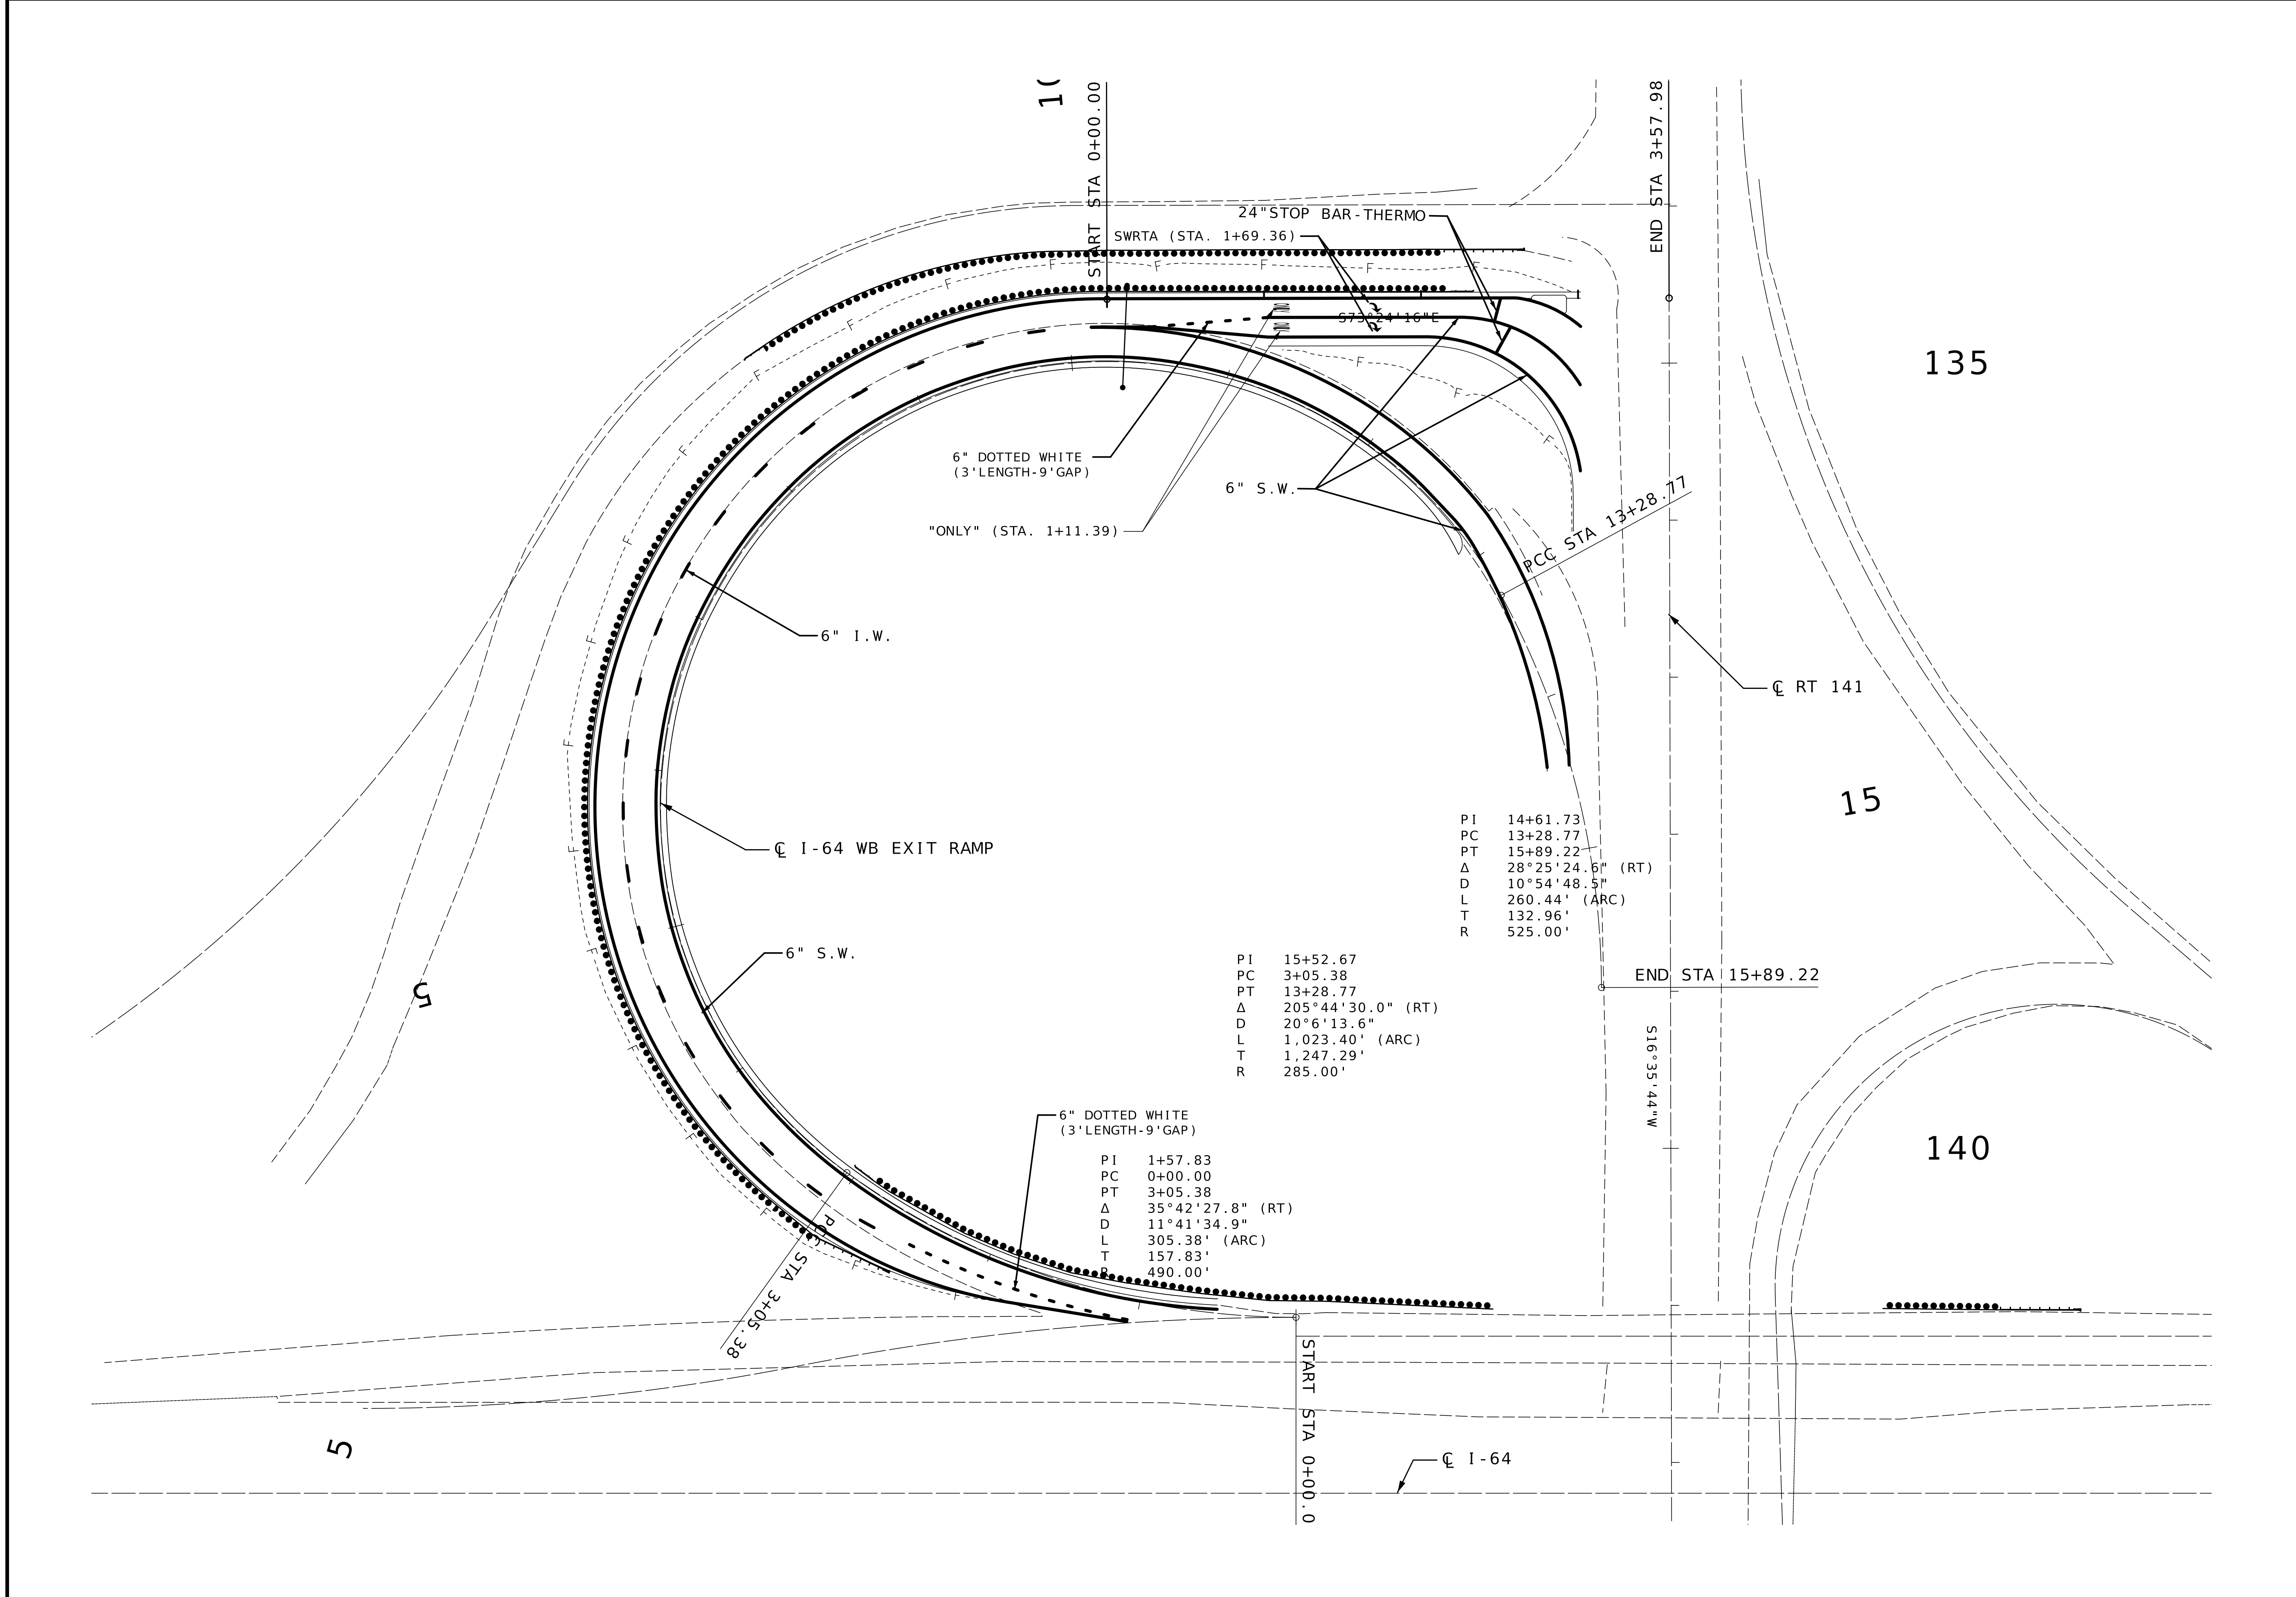 10
START STA 0+00.00
END STA 3+57.98
24"STOP BAR-THERMO
SWRTA (STA. 1+69.36)
ONLY
ONLY
S73°24'16"E
135
6" DOTTED WHITE
(3'LENGTH-9'GAP)
6" S.W.
"ONLY" (STA. 1+11.39)
PCC STA 13+28.77
6" I.W.
℄ RT 141
15
℄ I-64 WB EXIT RAMP
PI 14+61.73
PC 13+28.77
PT 15+89.22
Δ 28°25'24.6" (RT)
D 10°54'48.5"
L 260.44' (ARC)
T 132.96'
R 525.00'
6" S.W.
PI 15+52.67
PC 3+05.38
PT 13+28.77
Δ 205°44'30.0" (RT)
D 20°6'13.6"
L 1,023.40' (ARC)
T 1,247.29'
R 285.00'
END STA 15+89.22
5
S16°35'44"W
6" DOTTED WHITE
(3'LENGTH-9'GAP)
140
PI 1+57.83
PC 0+00.00
PT 3+05.38
Δ 35°42'27.8" (RT)
D 11°41'34.9"
L 305.38' (ARC)
T 157.83'
R 490.00'
PCC STA 3+05.38
START STA 0+00.0
5
℄ I-64